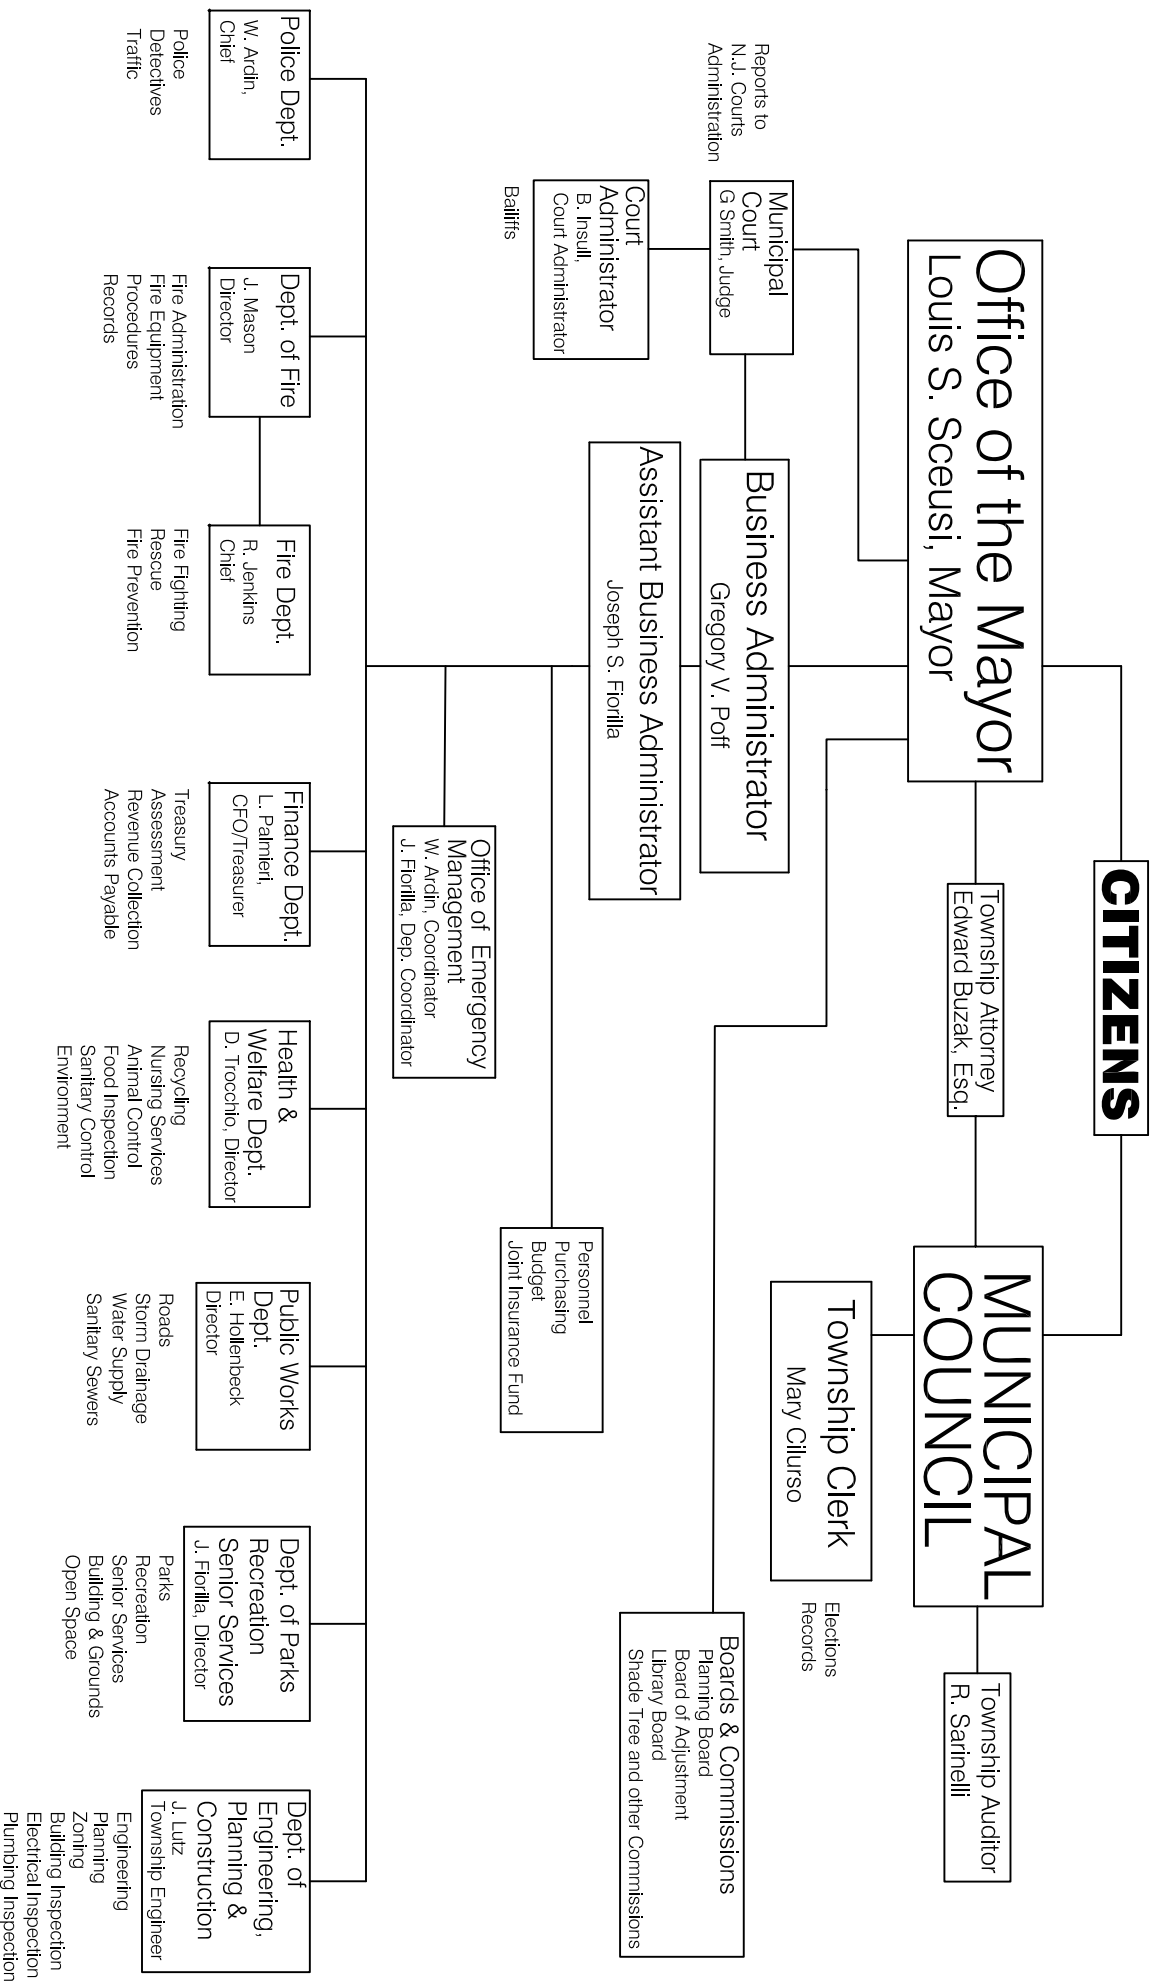 CITIZENS
Office of the Mayor
Louis S. Sceusi, Mayor
Township Attorney
Edward Buzak, Esq.
MUNICIPAL
COUNCIL
Township Auditor
R. Sarinelli
Township Clerk
Mary Cilurso
Elections
Records
Reports to
N.J. Courts
Administration
Municipal
Court
G Smith, Judge
Business Administrator
Gregory V. Poff
Court
Administrator
B. Insull,
Court Administrator
Bailiffs
Assistant Business Administrator
Joseph S. Fiorilla
Boards & Commissions
Planning Board
Board of Adjustment
Library Board
Shade Tree and other Commissions
Personnel
Purchasing
Budget
Joint Insurance Fund
Office of Emergency
Management
W. Ardin, Coordinator
J. Fiorilla, Dep. Coordinator
Police Dept.
W. Ardin,
Chief
Police
Detectives
Traffic
Dept. of Fire
J. Mason
Director
Fire Administration
Fire Equipment
Procedures
Records
Fire Dept.
R. Jenkins
Chief
Fire Fighting
Rescue
Fire Prevention
Finance Dept.
L. Palmieri,
CFO/Treasurer
Treasury
Assessment
Revenue Collection
Accounts Payable
Health &
Welfare Dept.
D. Trocchio, Director
Recycling
Nursing Services
Animal Control
Food Inspection
Sanitary Control
Environment
Public Works
Dept.
E. Hollenbeck
Director
Roads
Storm Drainage
Water Supply
Sanitary Sewers
Dept. of Parks
Recreation
Senior Services
J. Fiorilla, Director
Parks
Recreation
Senior Services
Building & Grounds
Open Space
Dept. of
Engineering,
Planning &
Construction
J. Lutz
Township Engineer
Engineering
Planning
Zoning
Building Inspection
Electrical Inspection
Plumbing Inspection